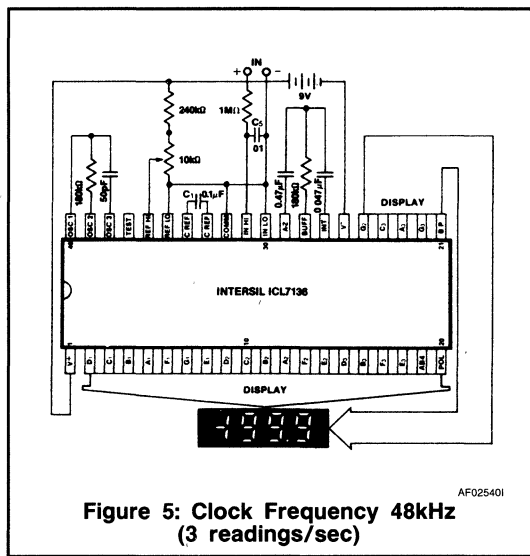 IN
+ -
9V
240kΩ
1MΩ
C5
01
10kΩ
180kΩ
50pF
C1
0.1µF
0.47µF
180kΩ
0 047µF
DISPLAY
40
OSC 1
OSC 2
OSC 3
TEST
REF HI
REF LO
C REF
C REF
COMM
IN HI
30
IN LO
A-Z
BUFF
INT
V-
G2
C3
A3
G3
21
B P
INTERSIL ICL7136
1
V+
D1
C1
B1
A1
F1
G1
E1
D2
10
C2
B2
A2
F2
E2
D3
B3
F3
E3
AB4
20
POL
DISPLAY
-1999
AF02540I
Figure 5: Clock Frequency 48kHz
(3 readings/sec)